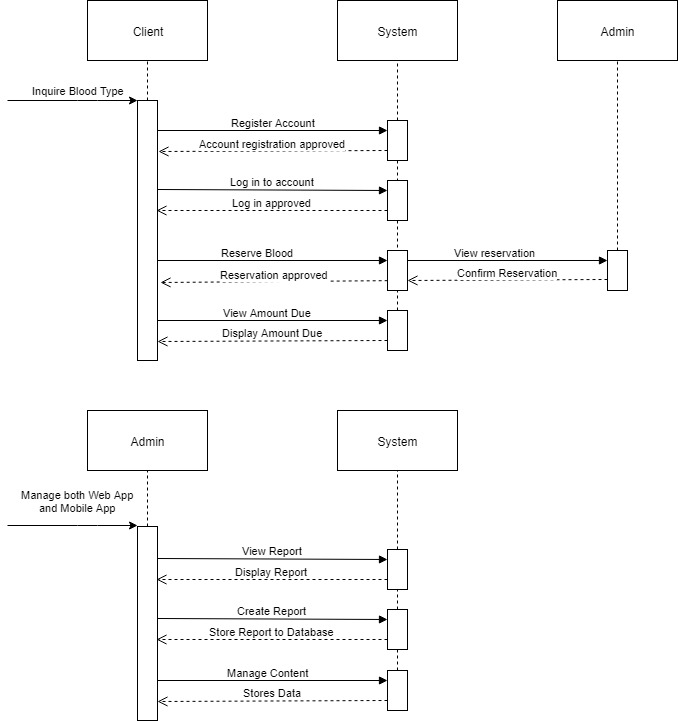 Client
System
Admin
Inquire Blood Type
Register Account
Account registration approved
Log in to account
Log in approved
Reserve Blood
View reservation
Reservation approved
Confirm Reservation
View Amount Due
Display Amount Due
Admin
System
Manage both Web App
and Mobile App
View Report
Display Report
Create Report
Store Report to Database
Manage Content
Stores Data